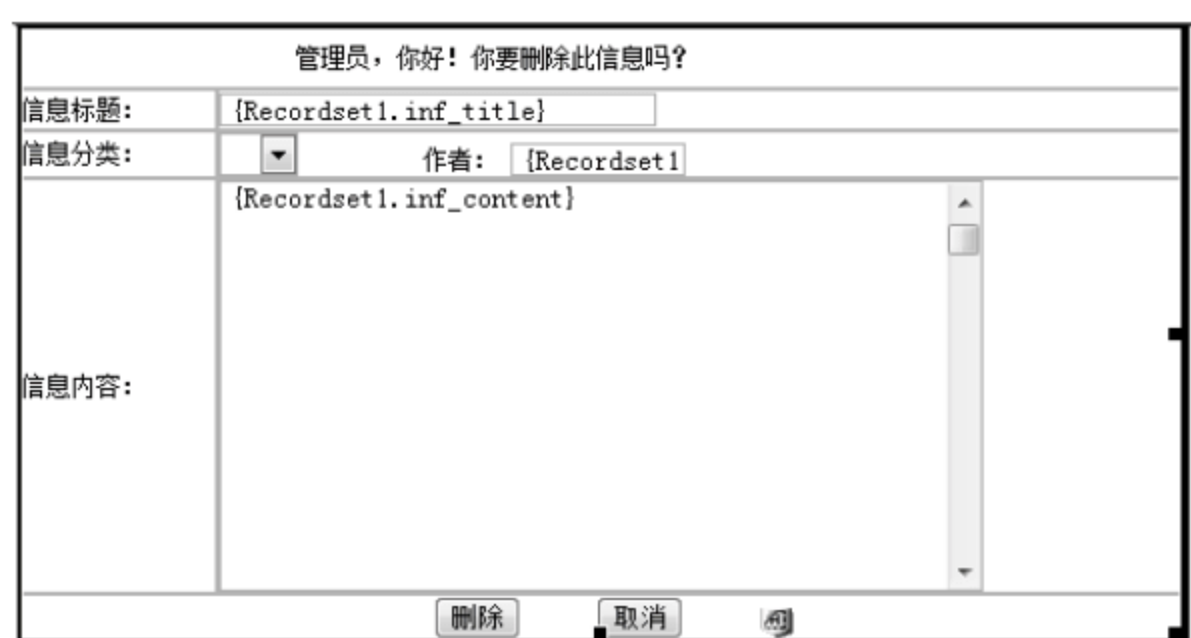 管理员，你好！你要删除此信息吗？
信息标题： {Recordset1.inf_title}
信息分类： 作者： {Recordset1
{Recordset1.inf_content}
信息内容：
删除 取消